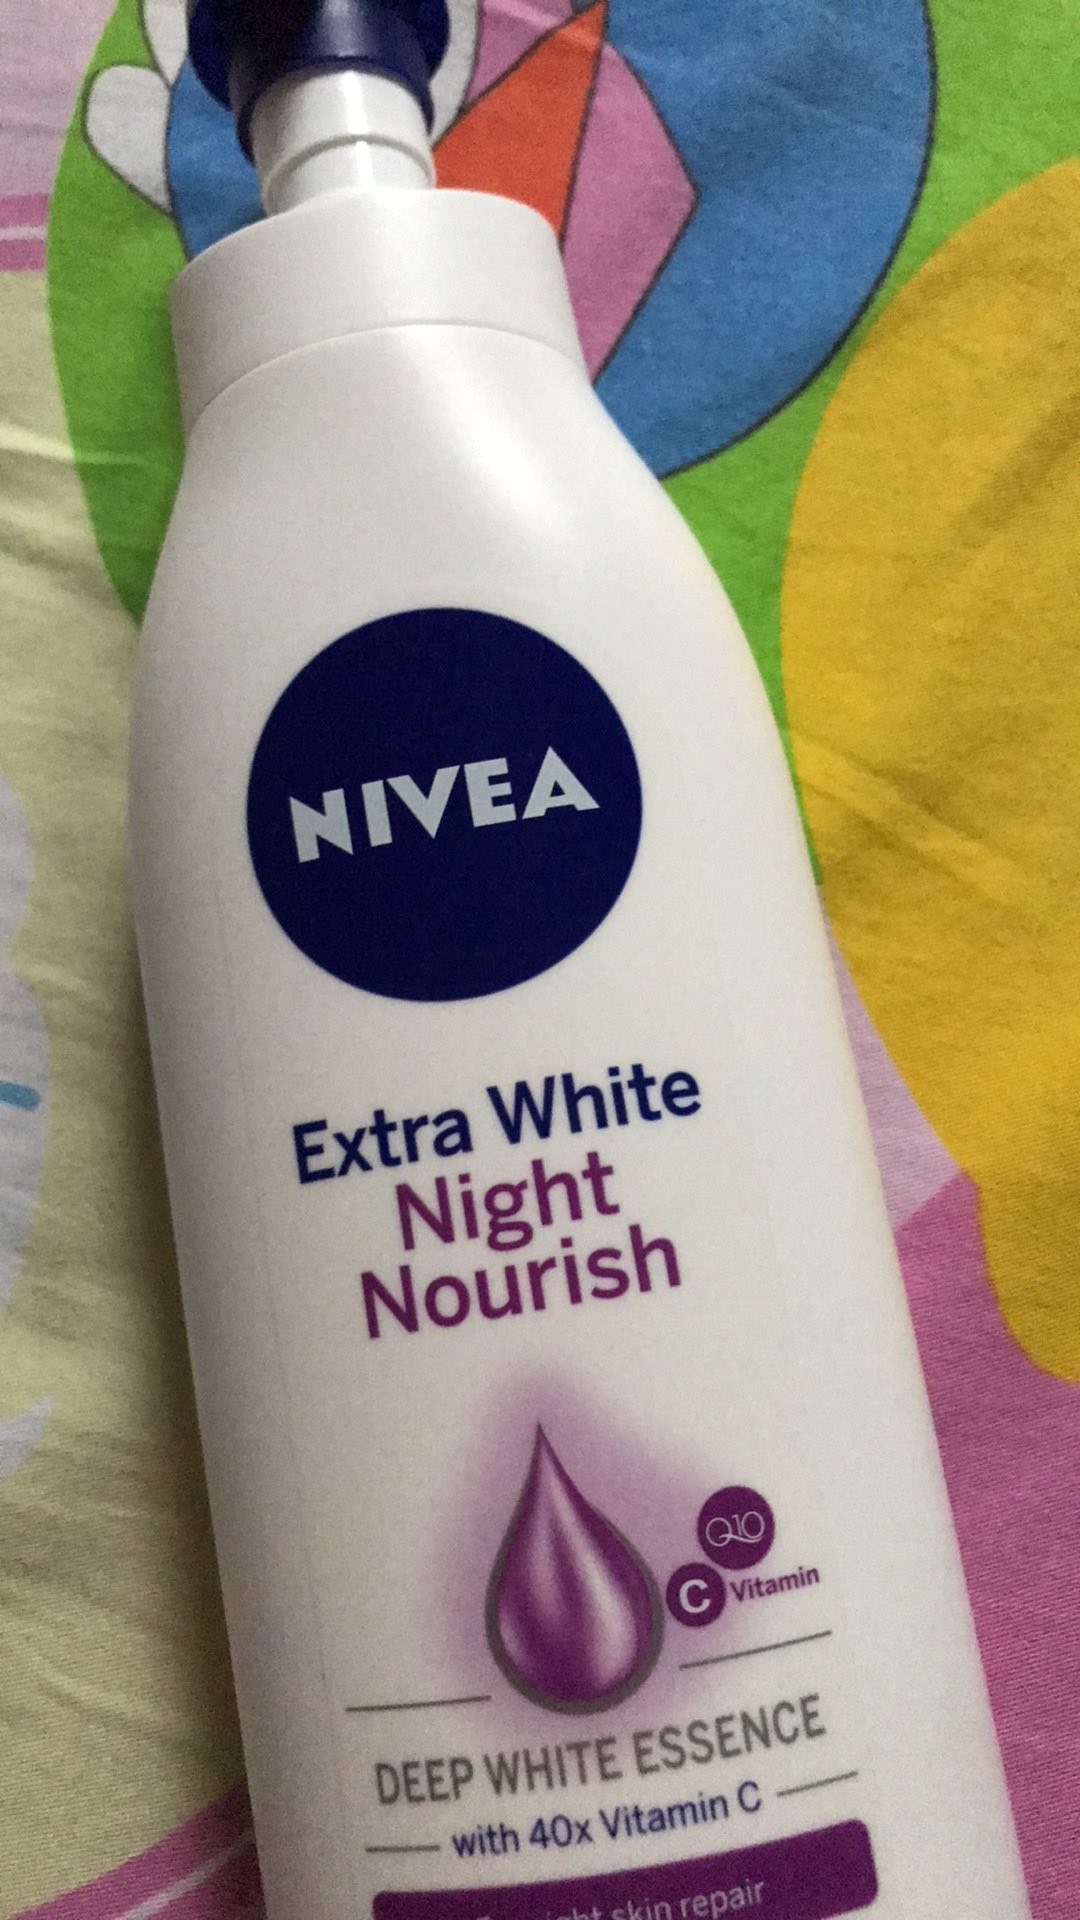 NIVEA
Extra White
Night
Nourish
Q10
C Vitamin
DEEP WHITE ESSENCE
with 40x Vitamin C
skin repair